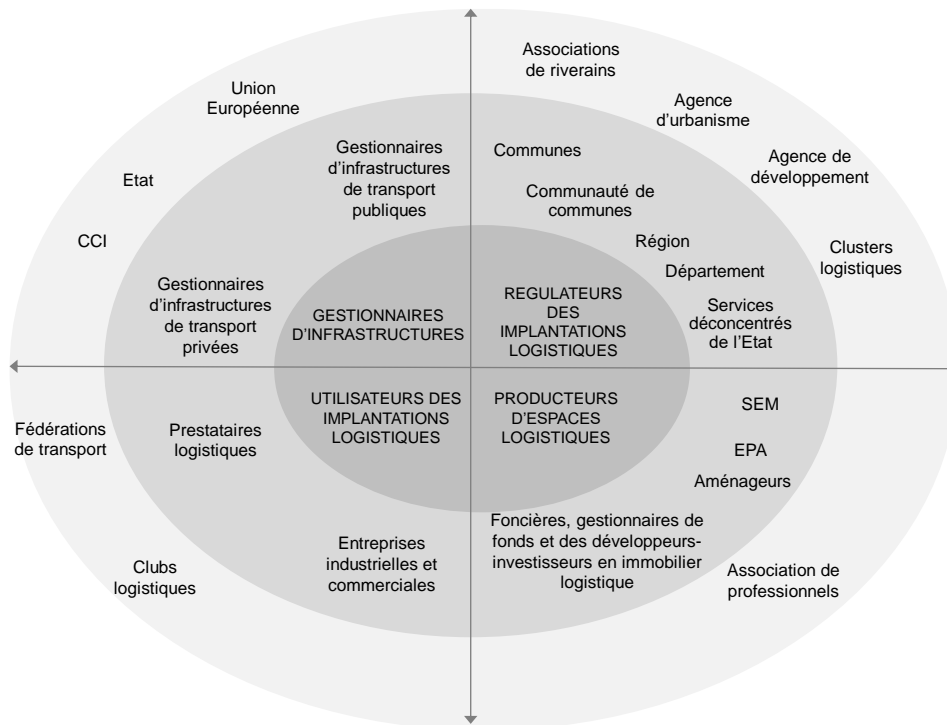 Associations
de riverains
Union
Européenne
Agence
d’urbanisme
Gestionnaires
d’infrastructures
de transport
publiques
Communes
Agence de
développement
Etat
Communauté de
communes
CCI
Région
Clusters
logistiques
Département
Gestionnaires
d’infrastructures
de transport
privées
GESTIONNAIRES
D’INFRASTRUCTURES
REGULATEURS
DES
IMPLANTATIONS
LOGISTIQUES
Services
déconcentrés
de l’Etat
UTILISATEURS DES
IMPLANTATIONS
LOGISTIQUES
PRODUCTEURS
D’ESPACES
LOGISTIQUES
SEM
Fédérations
de transport
Prestataires
logistiques
EPA
Aménageurs
Foncières, gestionnaires de
fonds et des développeurs-
investisseurs en immobilier
logistique
Entreprises
industrielles et
commerciales
Clubs
logistiques
Association de
professionnels